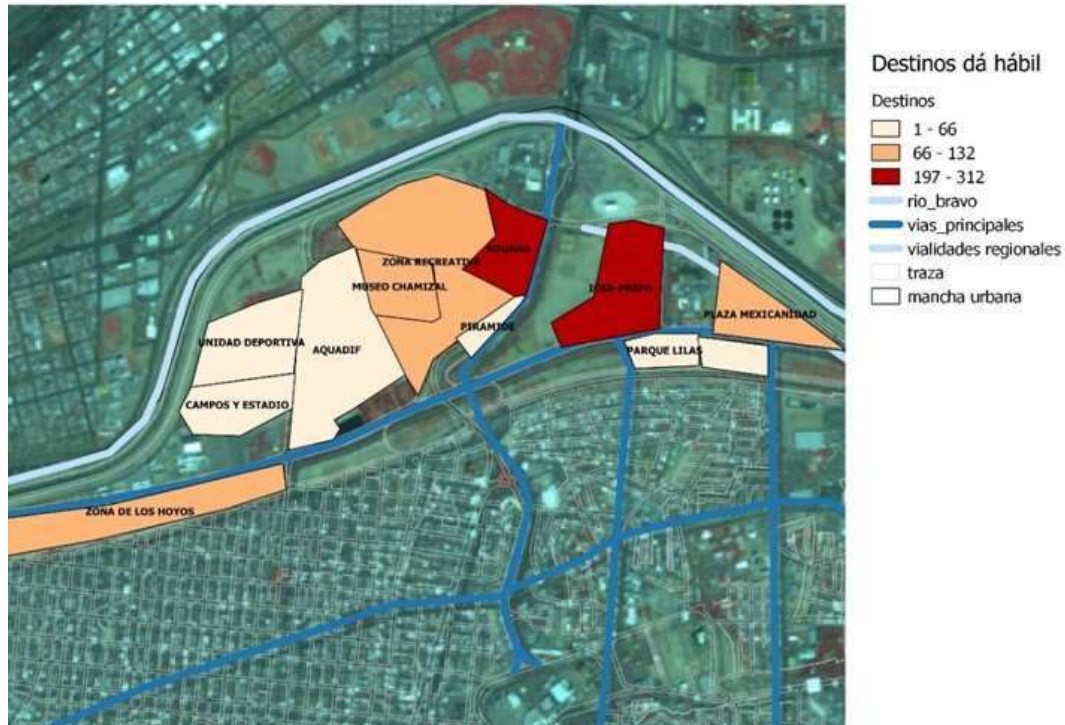 Destinos dá hábil
Destinos
1 - 66
66 - 132
197 - 312
rio_bravo
vias_principales
vialidades regionales
traza
mancha urbana
ADUANA
ZONA RECREATIVA
MUSEO CHAMIZAL
PIRAMIDE
PLAZA MEXICANIDAD
UNIDAD DEPORTIVA
AQUADIF
PARQUE LILAS
CAMPOS Y ESTADIO
ZONA DE LOS HOYOS